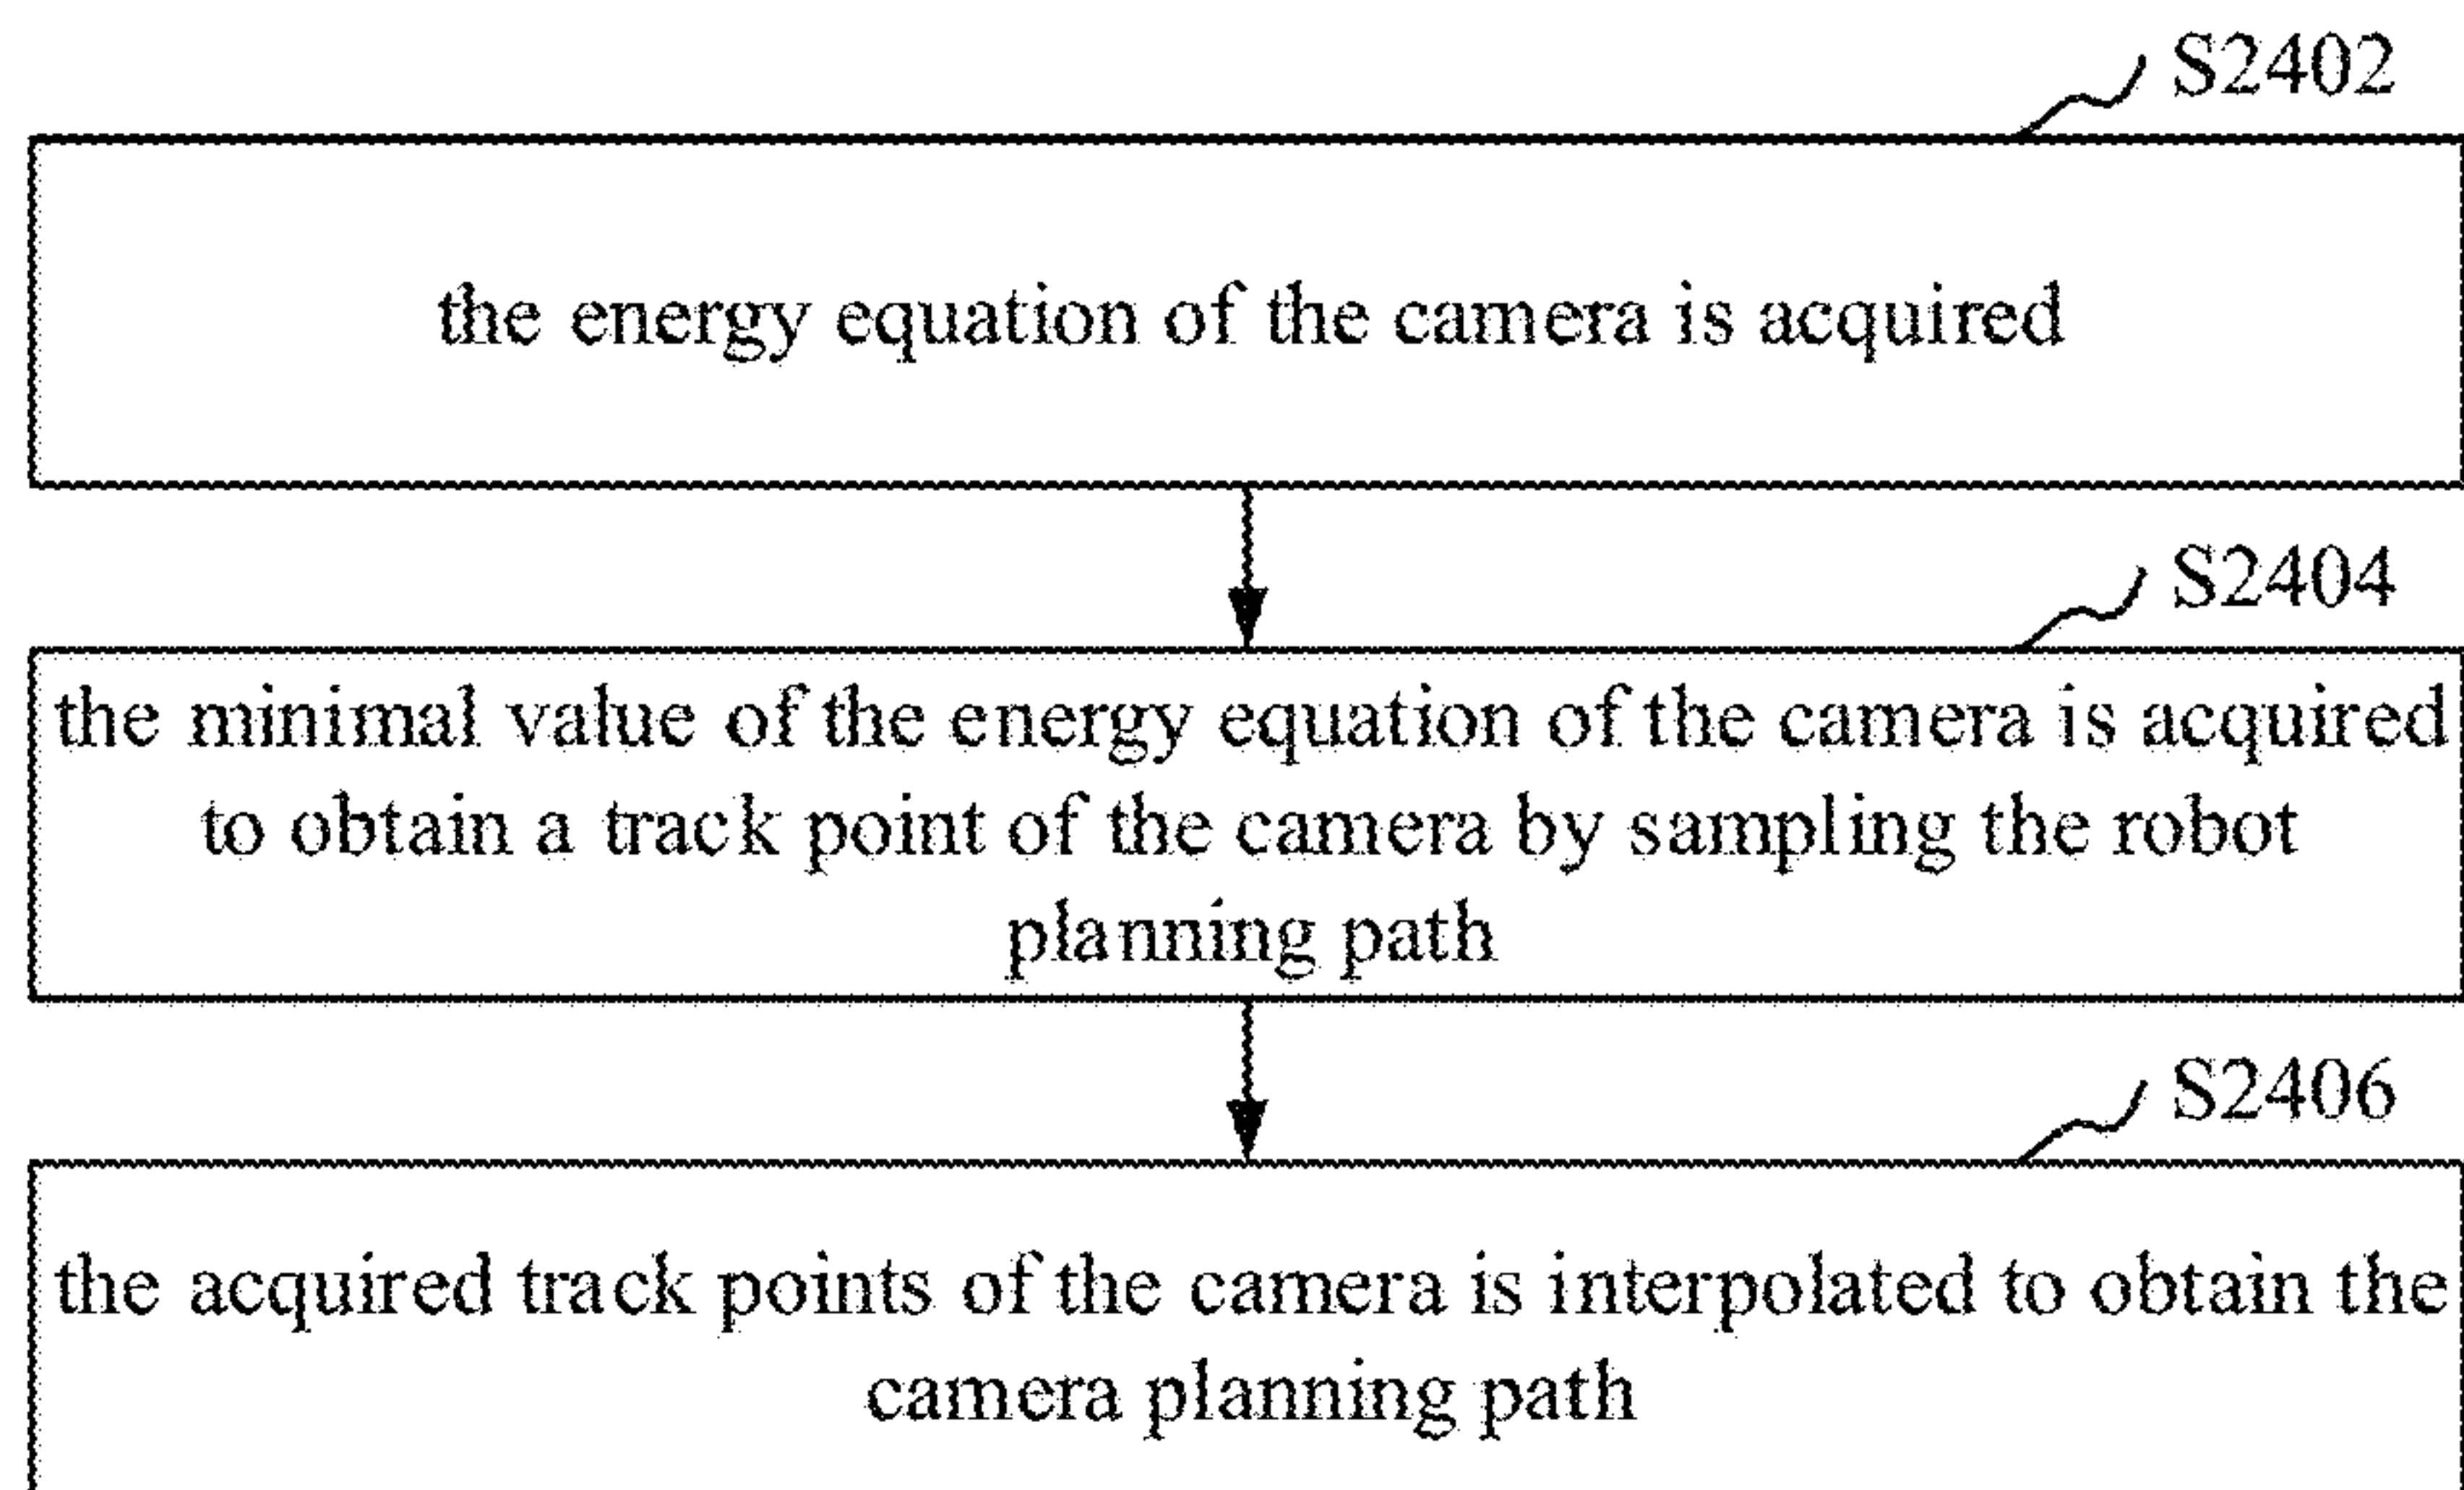 S2402
the energy equation of the camera is acquired
S2404
the minimal value of the energy equation of the camera is acquired
to obtain a track point of the camera by sampling the robot
planning path
S2406
the acquired track points of the camera is interpolated to obtain the
camera planning path